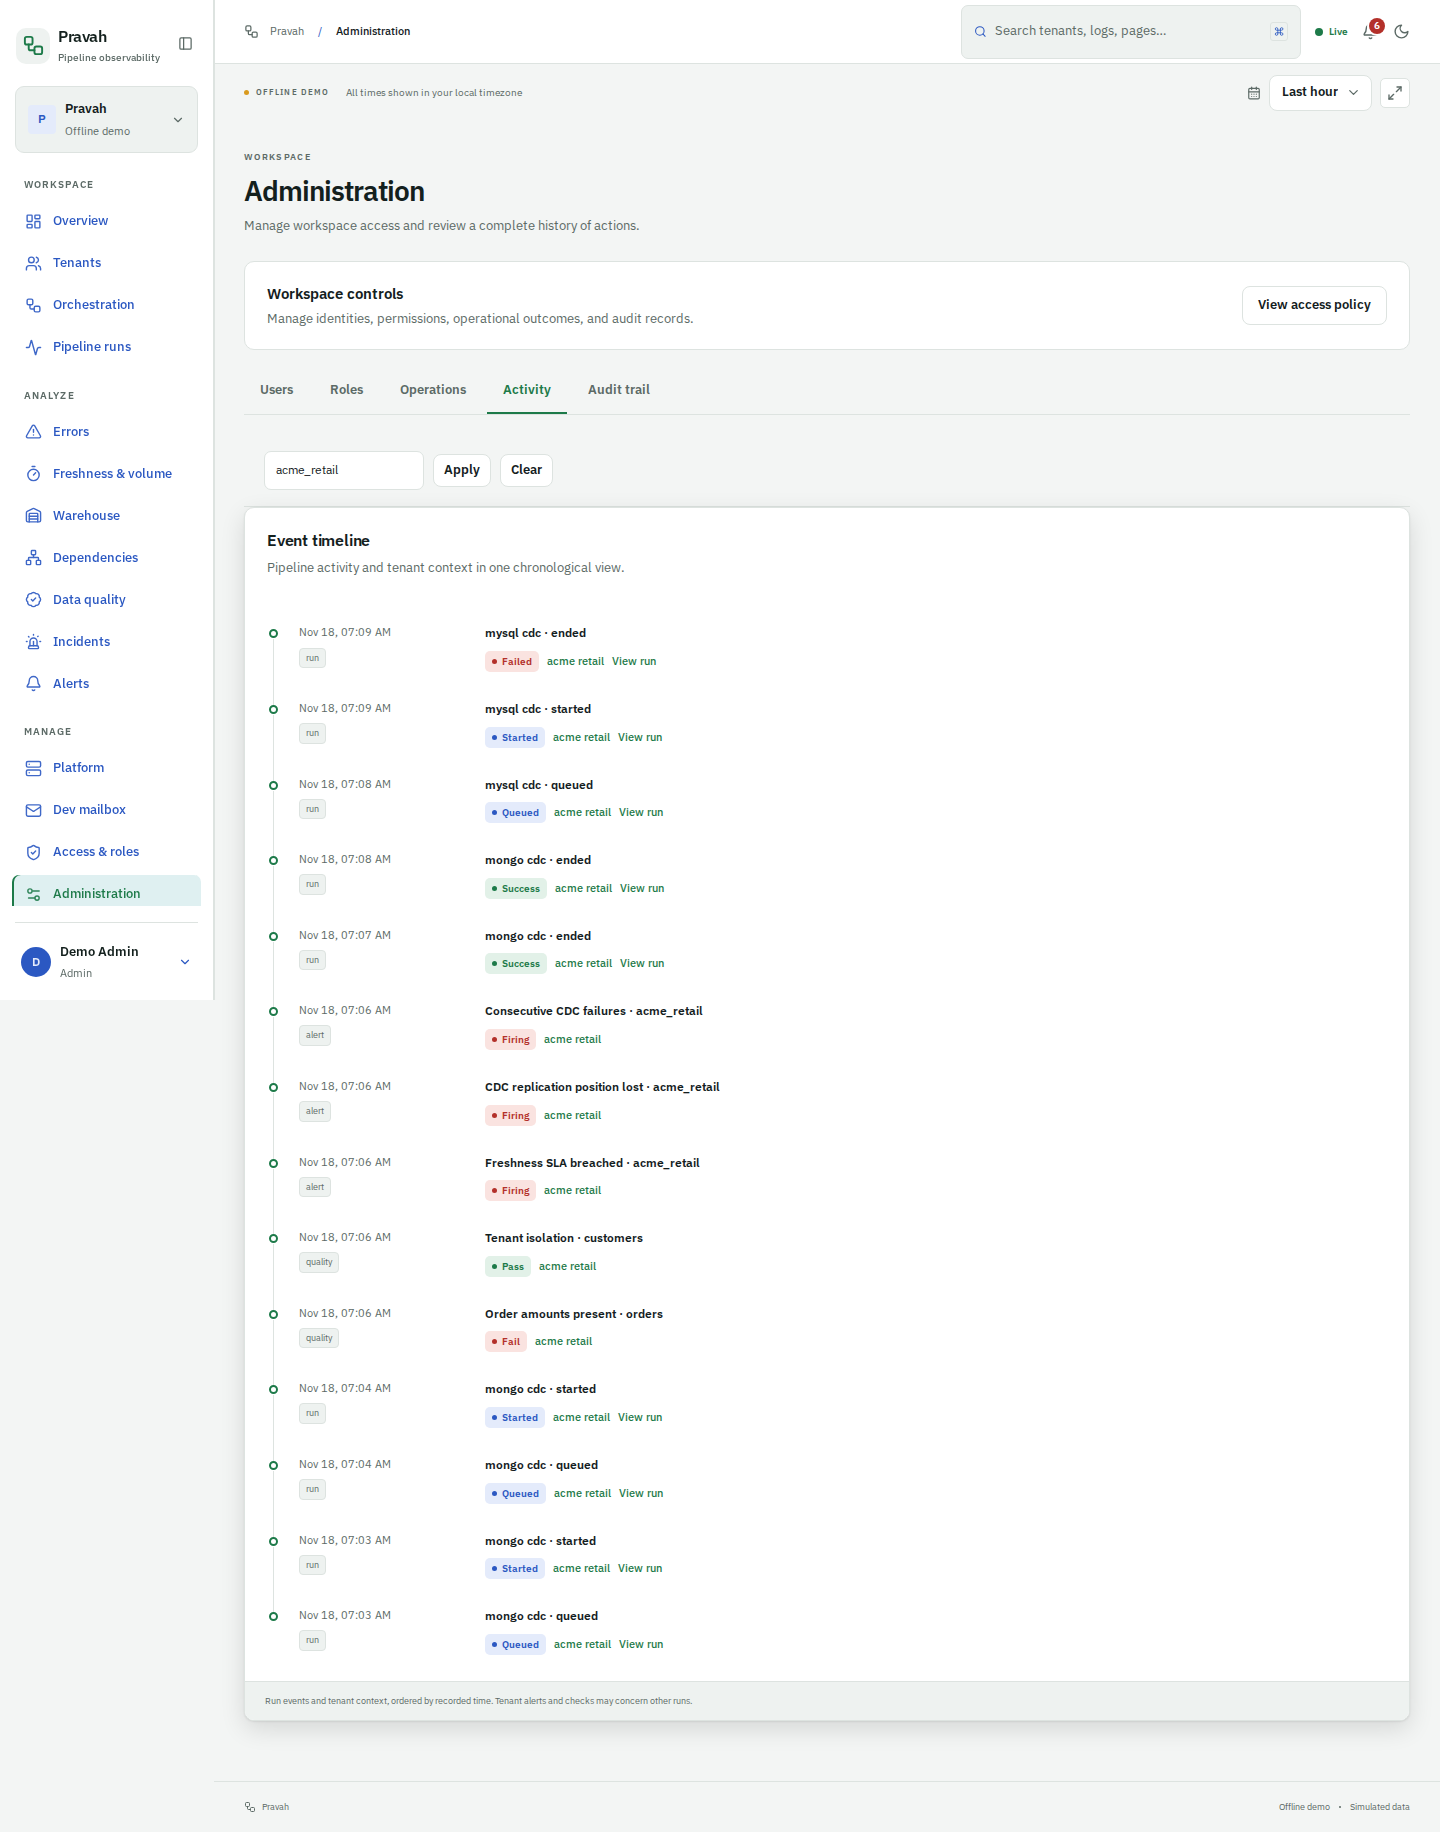 Pravah
Pipeline observability
P
Pravah
Offline demo
WORKSPACE
Overview
Tenants
Orchestration
Pipeline runs
ANALYZE
Errors
Freshness & volume
Warehouse
Dependencies
Data quality
Incidents
Alerts
MANAGE
Platform
Dev mailbox
Access & roles
Administration
D
Demo Admin
Admin
Pravah / Administration
Search tenants, logs, pages... ⌘
Live
6
OFFLINE DEMO All times shown in your local timezone
Last hour
WORKSPACE
Administration
Manage workspace access and review a complete history of actions.
Workspace controls
Manage identities, permissions, operational outcomes, and audit records.
View access policy
Users Roles Operations Activity Audit trail
acme_retail Apply Clear
Event timeline
Pipeline activity and tenant context in one chronological view.
Nov 18, 07:09 AM mysql cdc · ended
run Failed acme retail View run
Nov 18, 07:09 AM mysql cdc · started
run Started acme retail View run
Nov 18, 07:08 AM mysql cdc · queued
run Queued acme retail View run
Nov 18, 07:08 AM mongo cdc · ended
run Success acme retail View run
Nov 18, 07:07 AM mongo cdc · ended
run Success acme retail View run
Nov 18, 07:06 AM Consecutive CDC failures · acme_retail
alert Firing acme retail
Nov 18, 07:06 AM CDC replication position lost · acme_retail
alert Firing acme retail
Nov 18, 07:06 AM Freshness SLA breached · acme_retail
alert Firing acme retail
Nov 18, 07:06 AM Tenant isolation · customers
quality Pass acme retail
Nov 18, 07:06 AM Order amounts present · orders
quality Fail acme retail
Nov 18, 07:04 AM mongo cdc · started
run Started acme retail View run
Nov 18, 07:04 AM mongo cdc · queued
run Queued acme retail View run
Nov 18, 07:03 AM mongo cdc · started
run Started acme retail View run
Nov 18, 07:03 AM mongo cdc · queued
run Queued acme retail View run
Run events and tenant context, ordered by recorded time. Tenant alerts and checks may concern other runs.
Pravah
Offline demo • Simulated data